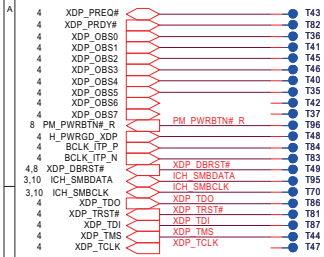 A
4 XDP_PREQ# T43
4 XDP_PRDY# T82
4 XDP_OBS0 T36
4 XDP_OBS1 T41
4 XDP_OBS2 T45
4 XDP_OBS3 T46
4 XDP_OBS4 T40
4 XDP_OBS5 T35
4 XDP_OBS6 T42
4 XDP_OBS7 T37
8 PM_PWRBTN#_R PM_PWRBTN#_R T96
4 H_PWRGD_XDP T48
4 BCLK_ITP_P T84
4 BCLK_ITP_N T83
4,8 XDP_DBRST# XDP_DBRST# T49
3,10 ICH_SMBDATA ICH_SMBDATA T95
3,10 ICH_SMBCLK ICH_SMBCLK T70
4 XDP_TDO XDP_TDO T86
4 XDP_TRST# XDP_TRST# T81
4 XDP_TDI XDP_TDI T87
4 XDP_TMS XDP_TMS T44
4 XDP_TCLK XDP_TCLK T47